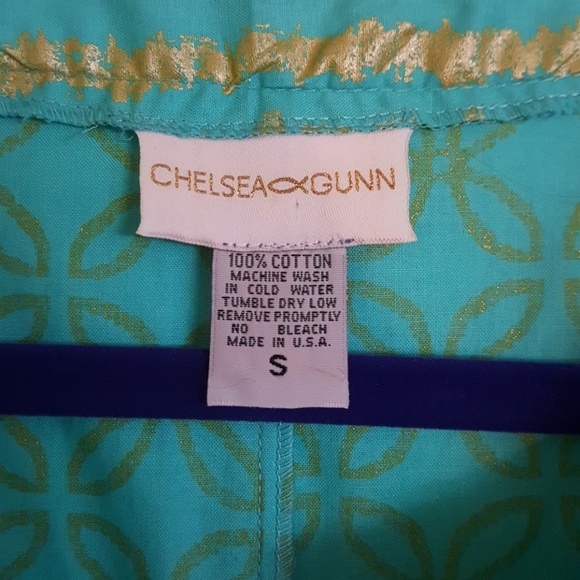 CHELSEA GUNN
100% COTTON
MACHINE WASH
IN COLD WATER
TUMBLE DRY LOW
REMOVE PROMPTLY
NO BLEACH
MADE IN U.S.A.
S